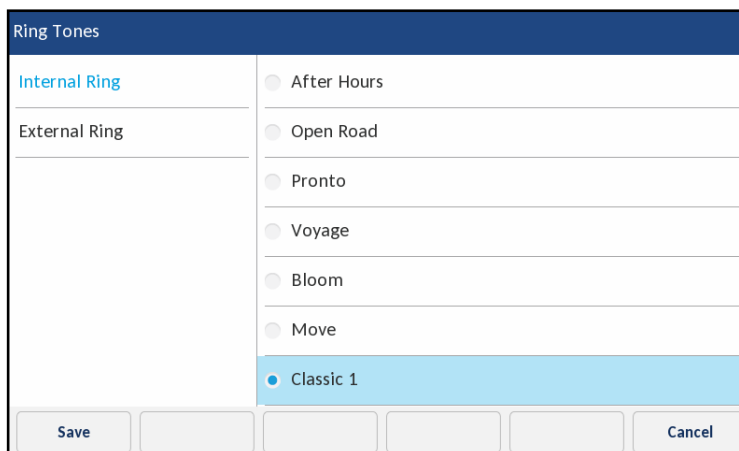 Ring Tones
Internal Ring
External Ring
After Hours
Open Road
Pronto
Voyage
Bloom
Move
Classic 1
Save
Cancel